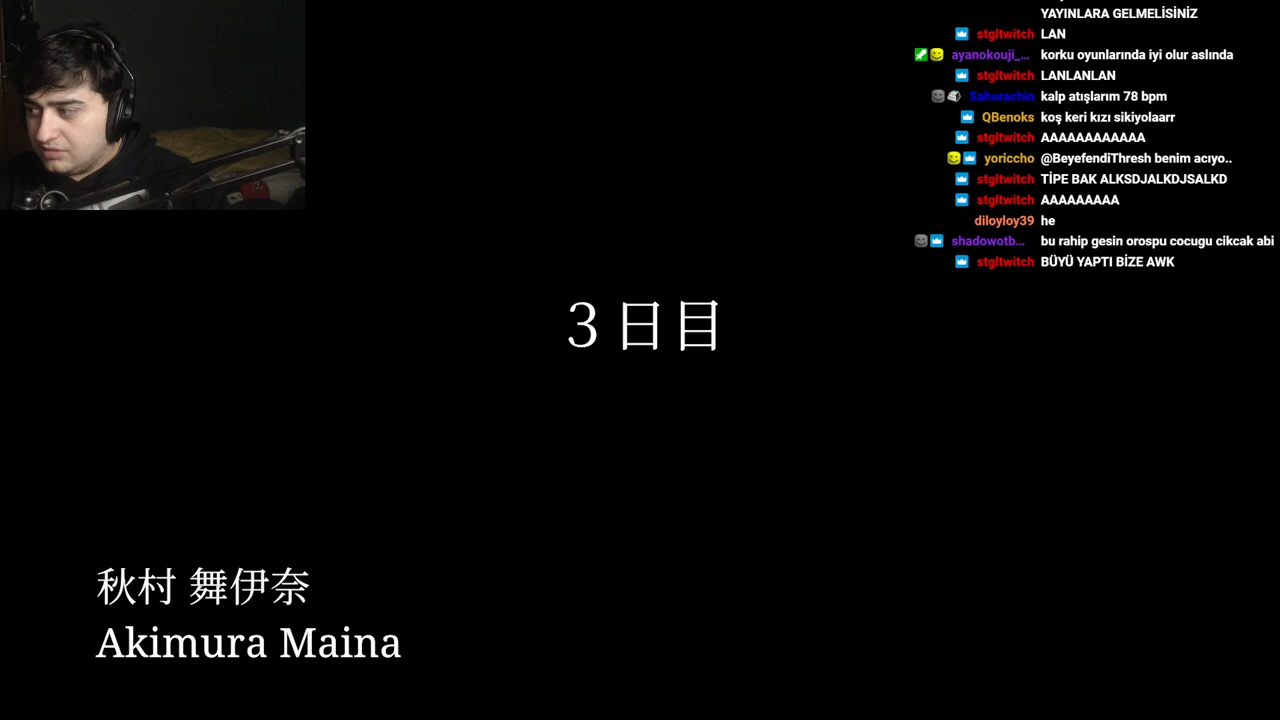 YAYINLARA GELMELİSİNİZ
stgltwitch LAN
ayanokouji_... korku oyunlarında iyi olur aslında
stgltwitch LANLANLAN
Sahurachin kalp atışlarım 78 bpm
QBenoks koş keri kızı sikiyolaarr
stgltwitch AAAAAAAAAAAA
yoriccho @BeyefendiThresh benim acıyo..
stgltwitch TİPE BAK ALKSDJALKDJSALKD
stgltwitch AAAAAAAAA
diloyloy39 he
shadowotb... bu rahip gesin orospu cocugu cikcak abi
stgltwitch BÜYÜ YAPTI BİZE AWK
３日目
秋村 舞伊奈
Akimura Maina